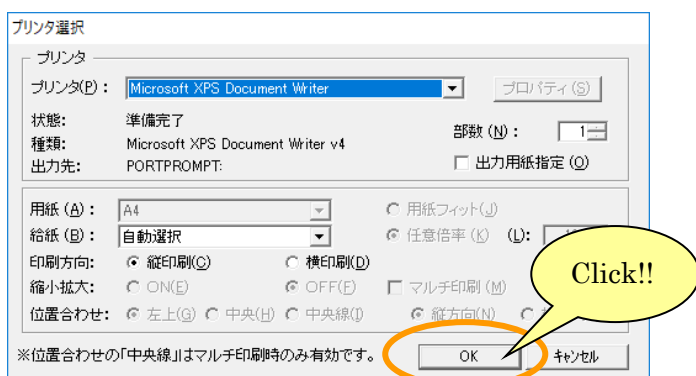 プリンタ選択
プリンタ
プリンタ(P)： Microsoft XPS Document Writer プロパティ(S)
状態： 準備完了
種類： Microsoft XPS Document Writer v4 部数(N)： 1
出力先： PORTPROMPT: 出力用紙指定(O)
用紙(A)： A4 用紙フィット(J)
給紙(B)： 自動選択 任意倍率(K) (L):
印刷方向： 縦印刷(C) 横印刷(D)
縮小拡大： ON(E) OFF(F) マルチ印刷(M)
位置合わせ： 左上(G) 中央(H) 中央線(I) 縦方向(N)
※位置合わせの「中央線」はマルチ印刷時のみ有効です。 OK キャンセル
Click!!